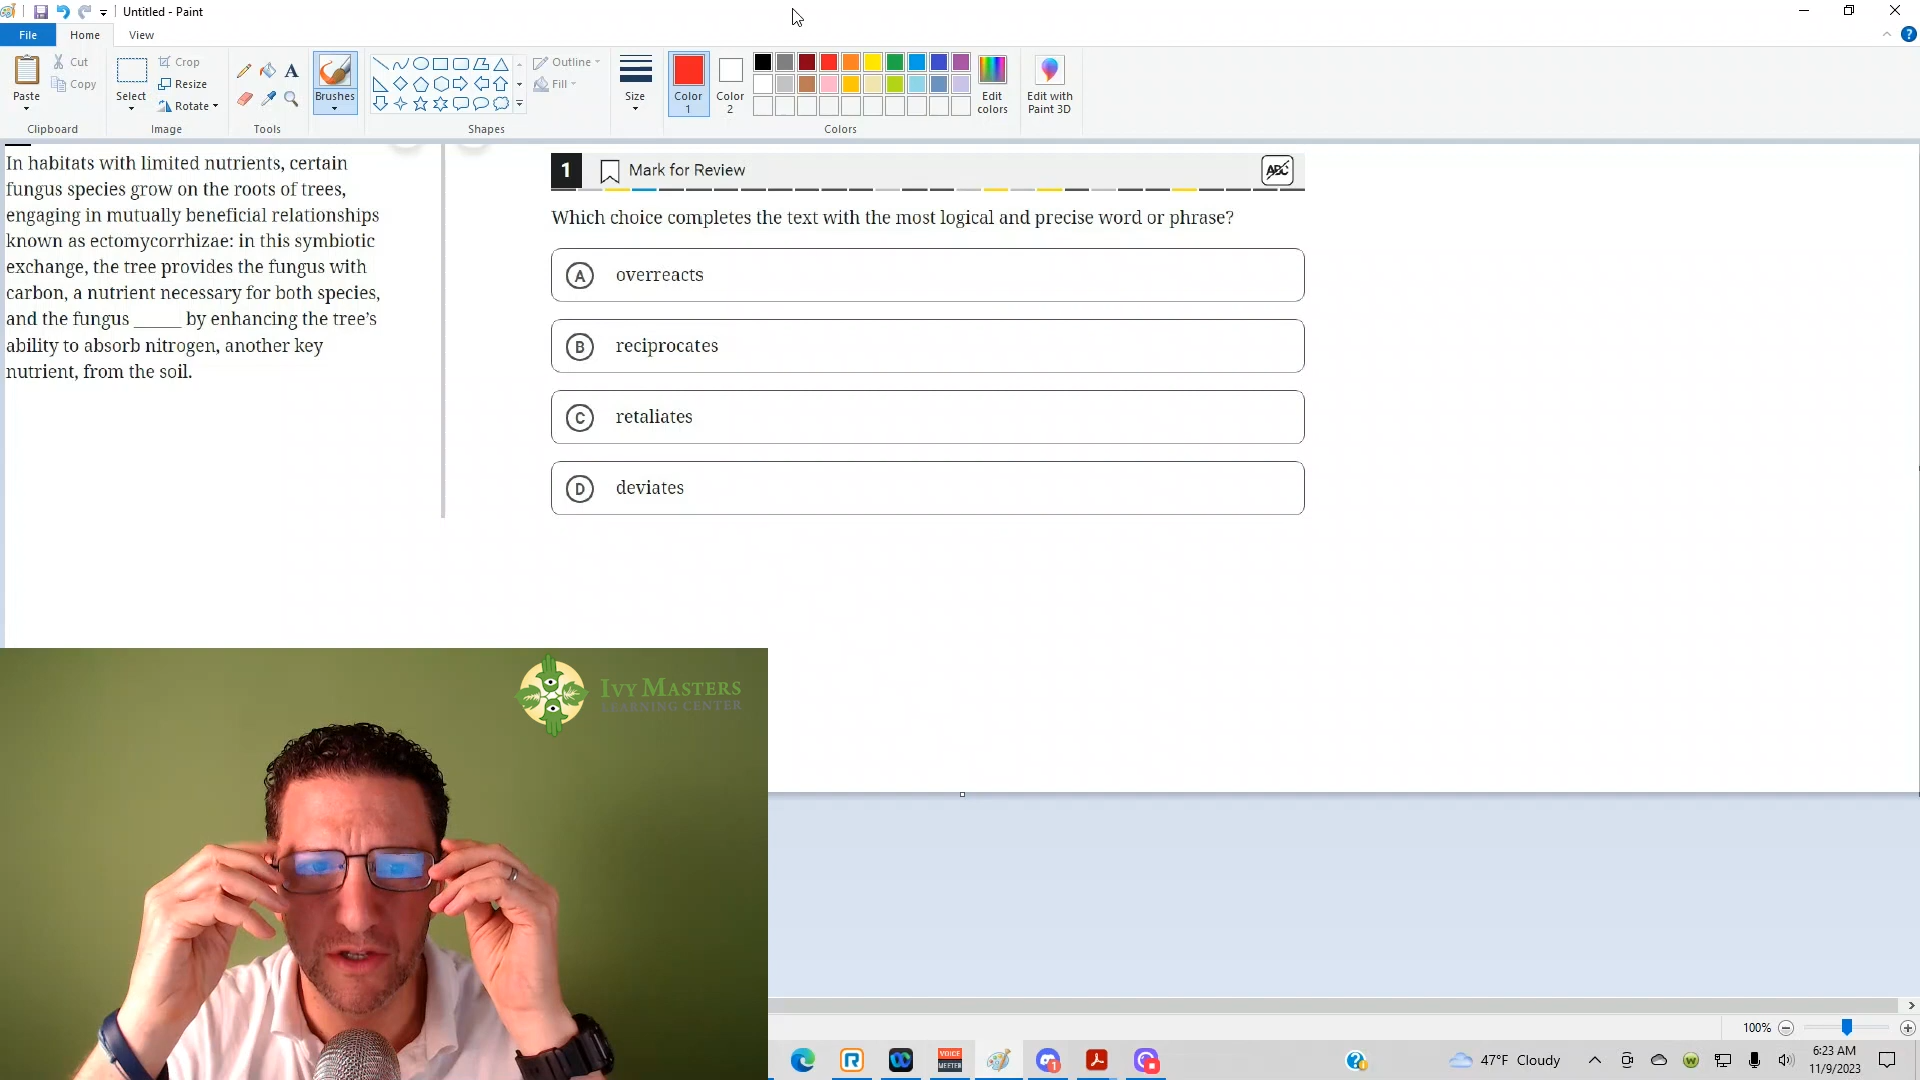 Untitled - Paint
File
Home
View
Paste
Cut
Copy
Clipboard
Select
Crop
Resize
Rotate
Image
A
Tools
Brushes
Outline
Fill
Shapes
Size
Color 1
Color 2
Edit colors
Edit with Paint 3D
Colors
In habitats with limited nutrients, certain
fungus species grow on the roots of trees,
engaging in mutually beneficial relationships
known as ectomycorrhizae: in this symbiotic
exchange, the tree provides the fungus with
carbon, a nutrient necessary for both species,
and the fungus _____ by enhancing the tree’s
ability to absorb nitrogen, another key
nutrient, from the soil.
1
Mark for Review
ABC
Which choice completes the text with the most logical and precise word or phrase?
A overreacts
B reciprocates
C retaliates
D deviates
IVY MASTERS
LEARNING CENTER
100%
VOICE
MEETER
47°F Cloudy
6:23 AM
11/9/2023